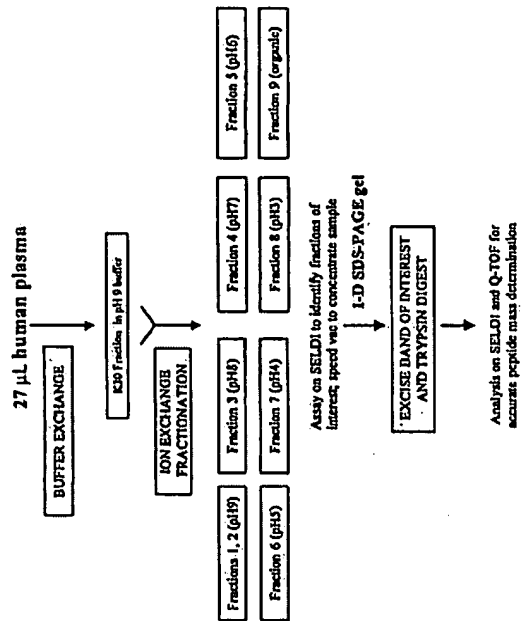 27 µL human plasma
BUFFER EXCHANGE
K30 Fraction in pH 9 buffer
ION EXCHANGE
FRACTIONATION
Fractions 1, 2 (pH9)
Fraction 3 (pH8)
Fraction 4 (pH7)
Fraction 5 (pH6)
Fraction 6 (pH5)
Fraction 7 (pH4)
Fraction 8 (pH3)
Fraction 9 (organic)
Assay on SELDI to identify fractions of
interest; speed vac to concentrate sample
1-D SDS-PAGE gel
EXCISE BAND OF INTEREST
AND TRYPSIN DIGEST
Analysis on SELDI and Q-TOF for
accurate peptide mass determination